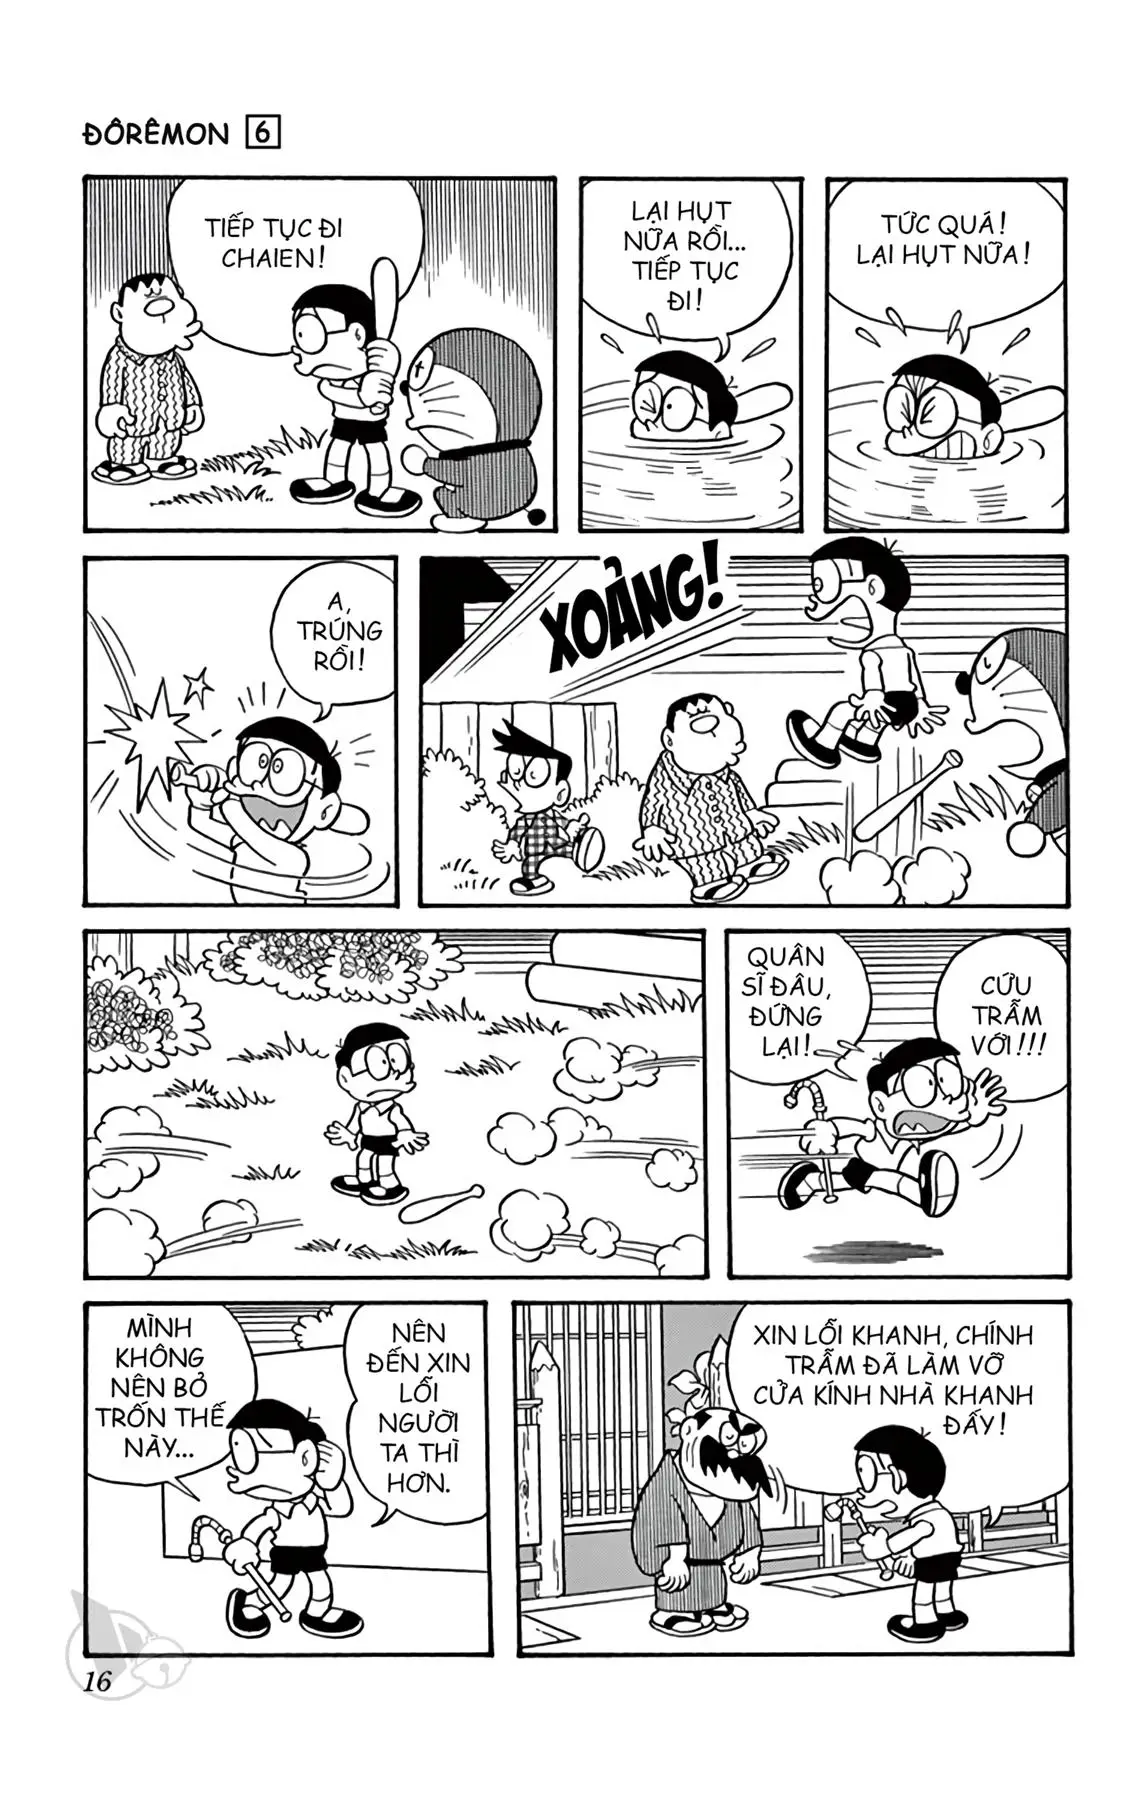 ĐÔRÊMON 6
TIẾP TỤC ĐI
CHAIEN!
LẠI HỤT
NỮA RỒI...
TIẾP TỤC
ĐI!
TỨC QUÁ!
LẠI HỤT NỮA!
A,
TRÚNG
RỒI!
XOẢNG!
QUÂN
SĨ ĐÂU,
ĐỨNG
LẠI!
CỨU
TRẪM
VỚI!!!
MÌNH
KHÔNG
NÊN BỎ
TRỐN THẾ
NÀY...
NÊN
ĐẾN XIN
LỖI
NGƯỜI
TA THÌ
HƠN.
XIN LỖI KHANH, CHÍNH
TRẪM ĐÃ LÀM VỠ
CỬA KÍNH NHÀ KHANH
ĐẤY!
16